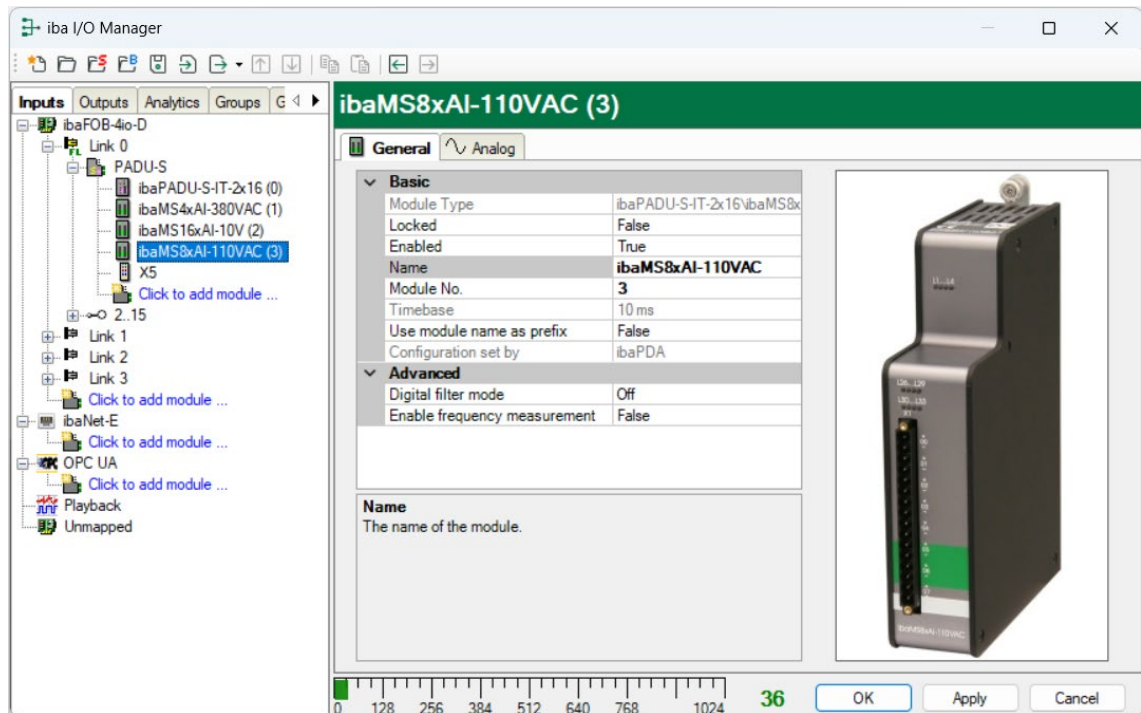 iba I/O Manager
Inputs Outputs Analytics Groups G
ibaFOB-4io-D
Link 0
PADU-S
ibaPADU-S-IT-2x16 (0)
ibaMS4xAI-380VAC (1)
ibaMS16xAI-10V (2)
ibaMS8xAI-110VAC (3)
X5
Click to add module ...
2..15
Link 1
Link 2
Link 3
Click to add module ...
ibaNet-E
Click to add module ...
OPC UA
Click to add module ...
Playback
Unmapped
ibaMS8xAI-110VAC (3)
General Analog
Basic
Module Type ibaPADU-S-IT-2x16\ibaMS8x
Locked False
Enabled True
Name ibaMS8xAI-110VAC
Module No. 3
Timebase 10 ms
Use module name as prefix False
Configuration set by ibaPDA
Advanced
Digital filter mode Off
Enable frequency measurement False
Name
The name of the module.
L1...L4
ibaMS8xAI-110VAC
0 128 256 384 512 640 768 1024
36
OK Apply Cancel